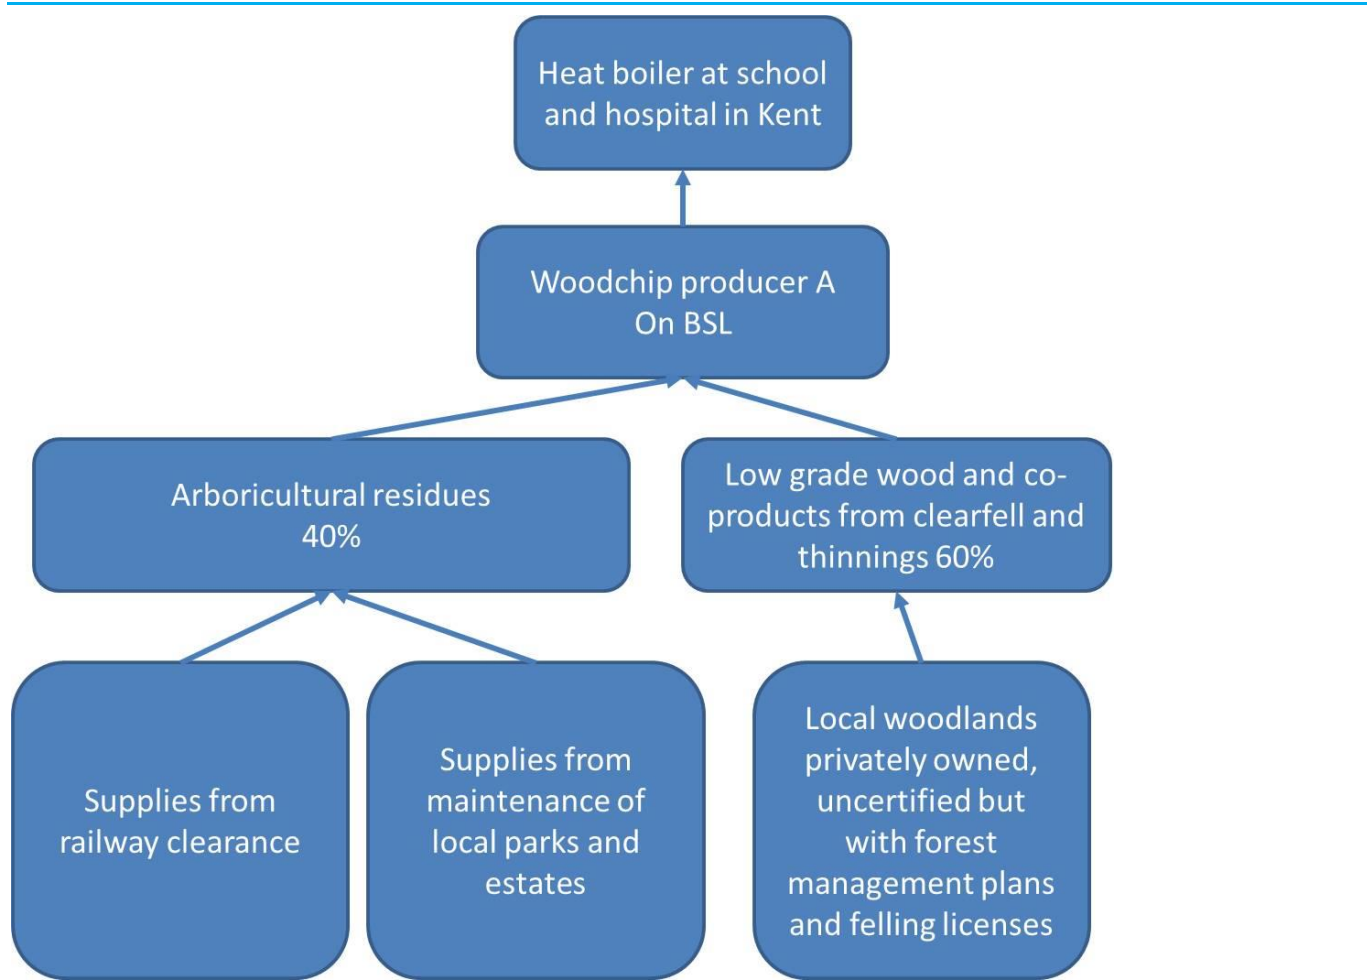 Heat boiler at school
and hospital in Kent
Woodchip producer A
On BSL
Arboricultural residues
40%
Low grade wood and co-
products from clearfell and
thinnings 60%
Supplies from
railway clearance
Supplies from
maintenance of
local parks and
estates
Local woodlands
privately owned,
uncertified but
with forest
management plans
and felling licenses